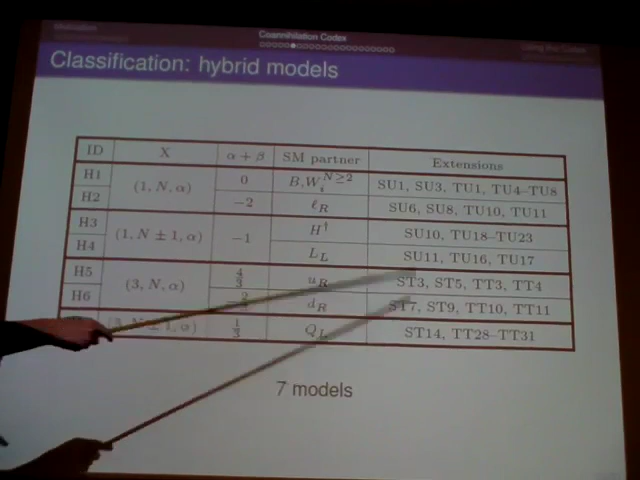 Coannihilation Codex
Classification: hybrid models
ID X α + β SM partner Extensions
H1 (1, N, α) 0 B, W_i^{N≥2} SU1, SU3, TU1, TU4–TU8
H2 −2 ℓ_R SU6, SU8, TU10, TU11
H3 (1, N ± 1, α) −1 H† SU10, TU18–TU23
H4 L_L SU11, TU16, TU17
H5 (3, N, α) 4/3 u_R ST3, ST5, TT3, TT4
H6 d_R ST7, ST9, TT10, TT11
(3, N ± 1, α) 1/3 Q_L ST14, TT28–TT31
7 models